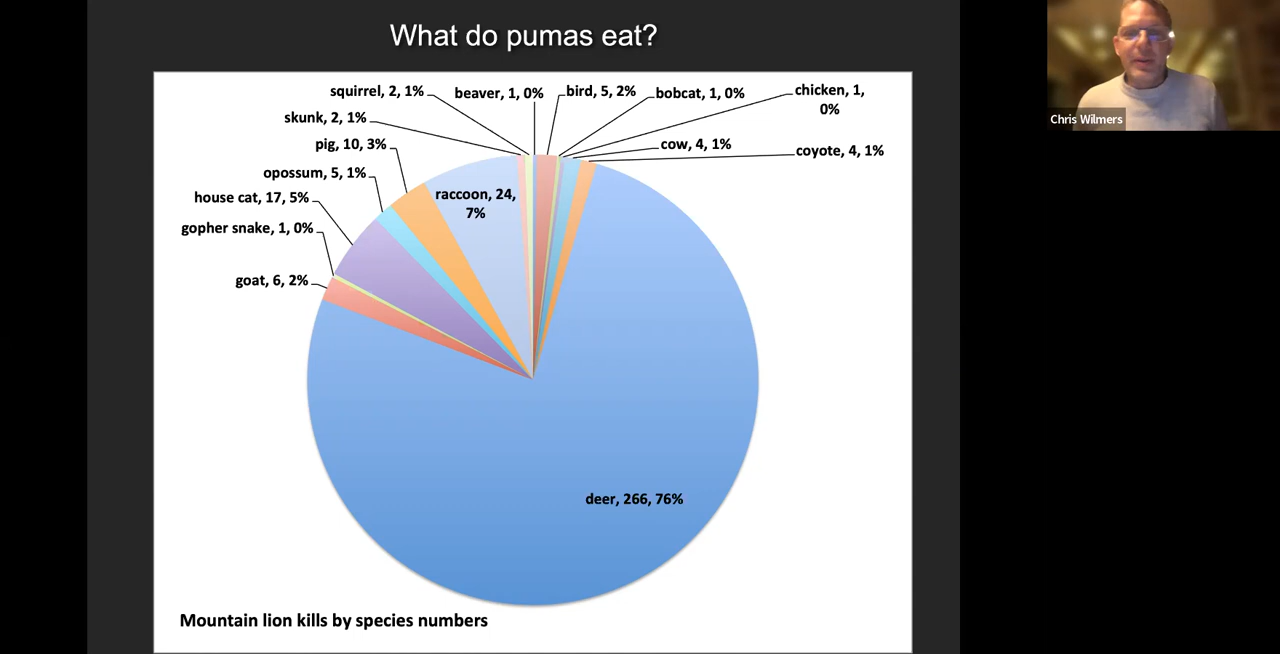 What do pumas eat?
Chris Wilmers
squirrel, 2, 1%
beaver, 1, 0%
bird, 5, 2%
bobcat, 1, 0%
chicken, 1,
0%
skunk, 2, 1%
pig, 10, 3%
cow, 4, 1%
coyote, 4, 1%
opossum, 5, 1%
house cat, 17, 5%
raccoon, 24,
7%
gopher snake, 1, 0%
goat, 6, 2%
deer, 266, 76%
Mountain lion kills by species numbers